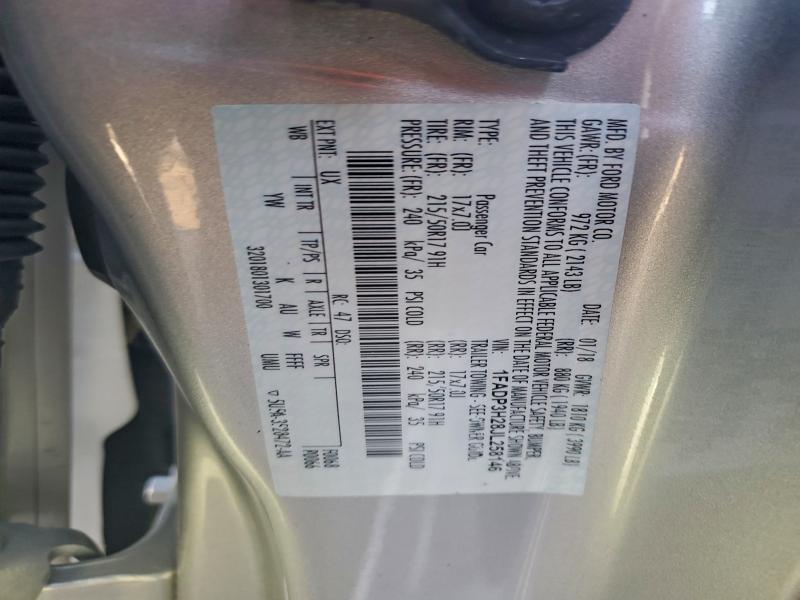 MFD. BY FORD MOTOR CO.
DATE: 01/18 GVWR: 1810 KG (3990 LB)
GAWR: (FR): 972 KG (2143 LB) (RR): 880 KG (1940 LB)
THIS VEHICLE CONFORMS TO ALL APPLICABLE FEDERAL MOTOR VEHICLE SAFETY, BUMPER,
AND THEFT PREVENTION STANDARDS IN EFFECT ON THE DATE OF MANUFACTURE SHOWN ABOVE.
VIN: 1FADP3H28JL258146
TYPE: Passenger Car TRAILER TOWING - SEE OWNER GUIDE.
RIM: (FR): 17x7.0 (RR): 17x7.0
TIRE: (FR): 215/50R17 91H (RR): 215/50R17 91H
PRESSURE: (FR): 240 kPa/ 35 PSI COLD (RR): 240 kPa/ 35 PSI COLD
EXT PNT: UX RC: 47 DSO:
WB INT TR TP/PS R AXLE TR SPR
YW K AU W FFFF
F0068
P0066
320180301700 UNU